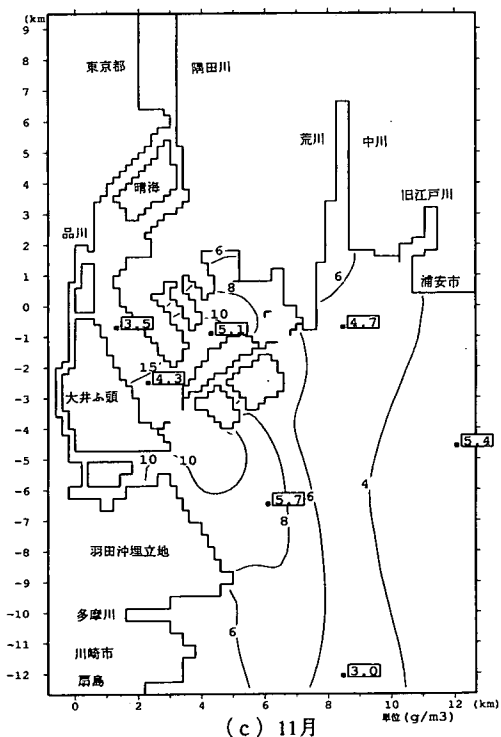 (km
9
8
7
6
5
4
3
2
1
0
-1
-2
-3
-4
-5
-6
-7
-8
-9
-10
-11
-12
東京都
隅田川
荒川
中川
晴海
旧江戸川
品川
浦安市
6
6
8
10
3.5
5.1
4.7
15
4.3
大井ふ頭
5.4
10
10
4
5.7
6
8
羽田沖埋立地
多摩川
6
川崎市
扇島
3.0
0
2
4
6
8
10
12
(km)
単位(g/m3)
(c) 11月